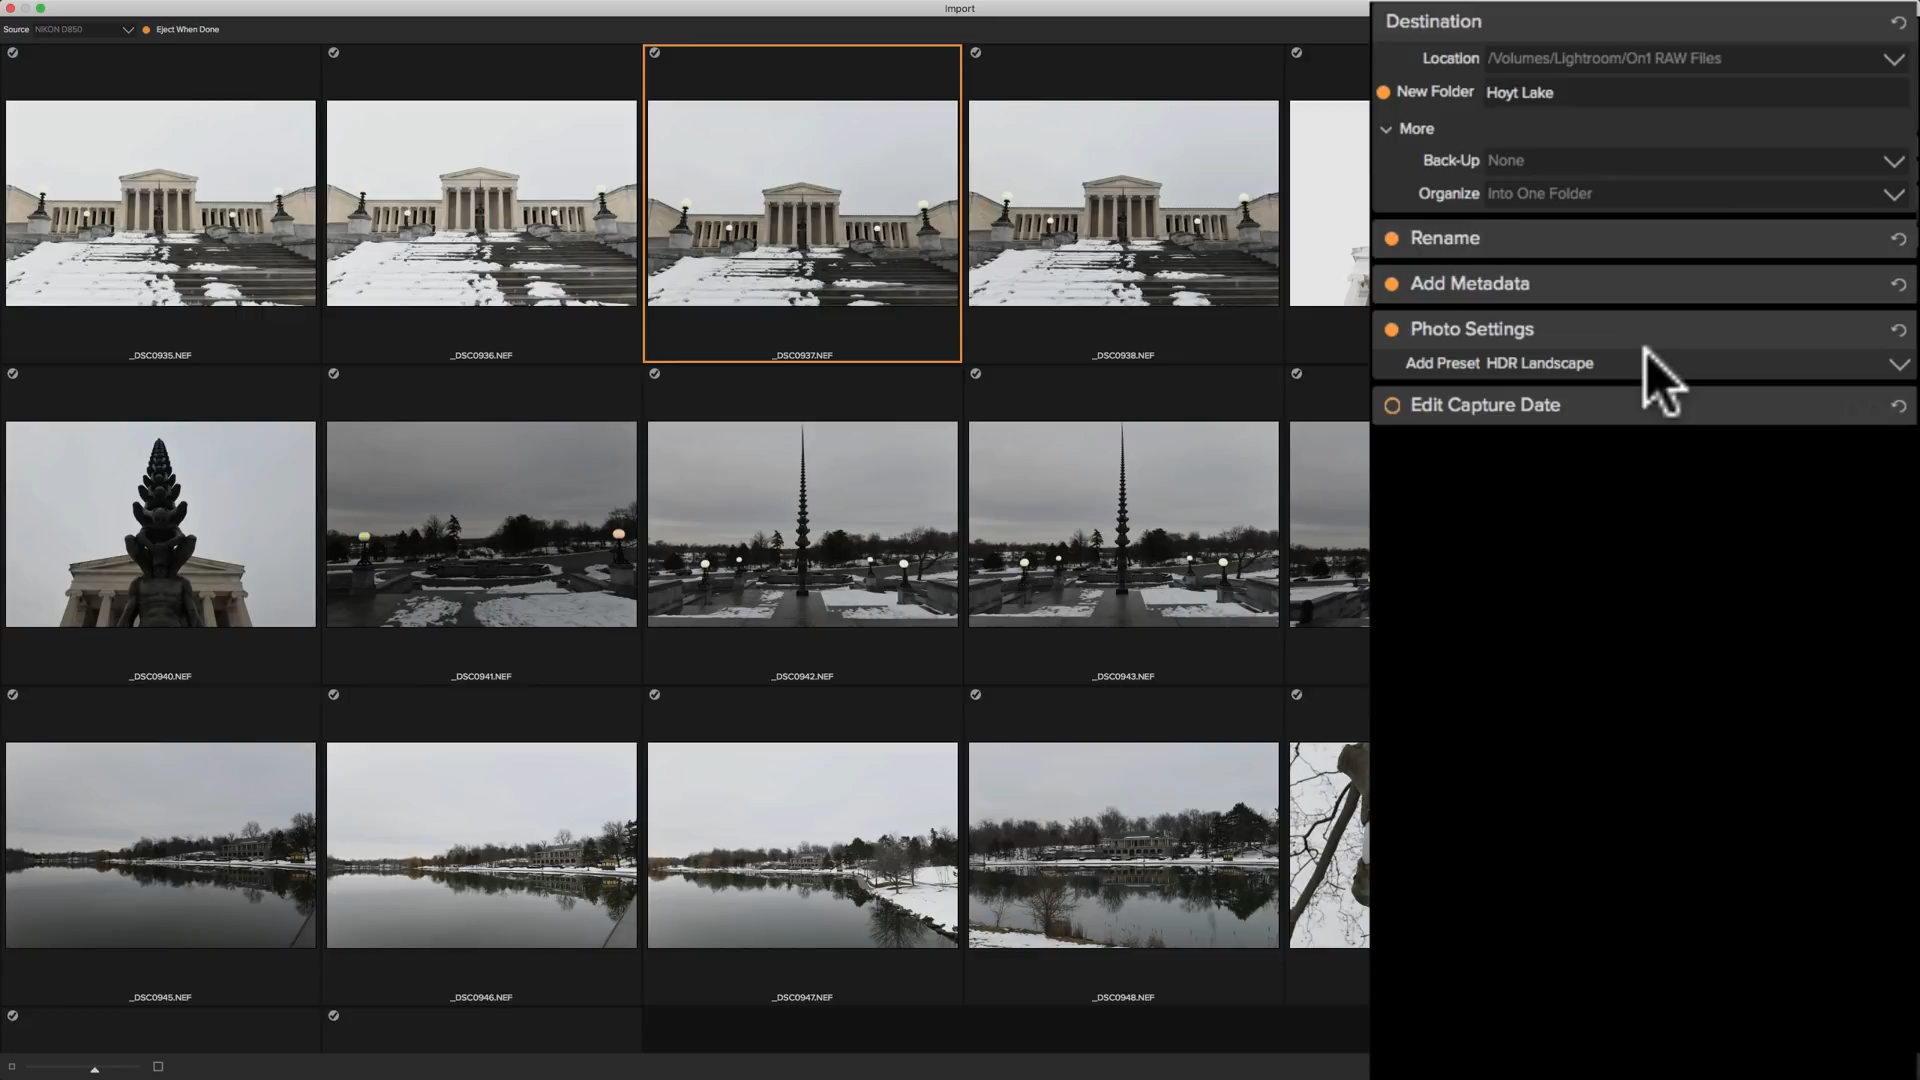 Import
Source NIKON D850 Eject When Done
_DSC0935.NEF
_DSC0936.NEF
_DSC0937.NEF
_DSC0938.NEF
_DSC0940.NEF
_DSC0941.NEF
_DSC0942.NEF
_DSC0943.NEF
_DSC0945.NEF
_DSC0946.NEF
_DSC0947.NEF
_DSC0948.NEF
Destination
Location /Volumes/Lightroom/On1 RAW Files
New Folder Hoyt Lake
More
Back-Up None
Organize Into One Folder
Rename
Add Metadata
Photo Settings
Add Preset HDR Landscape
Edit Capture Date